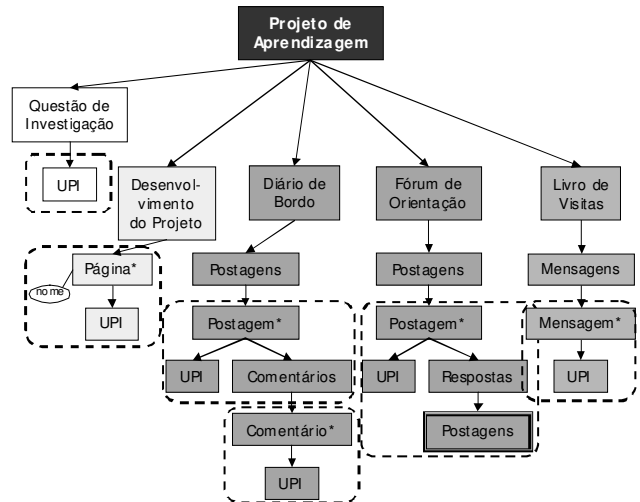 Projeto de
Aprendizagem
Questão de
Investigação
UPI
Desenvol-
vimento
do Projeto
Diário de
Bordo
Fórum de
Orientação
Livro de
Visitas
Página*
nome
UPI
Postagens
Postagens
Mensagens
Postagem*
Postagem*
Mensagem*
UPI
Comentários
UPI
Respostas
UPI
Comentário*
Postagens
UPI